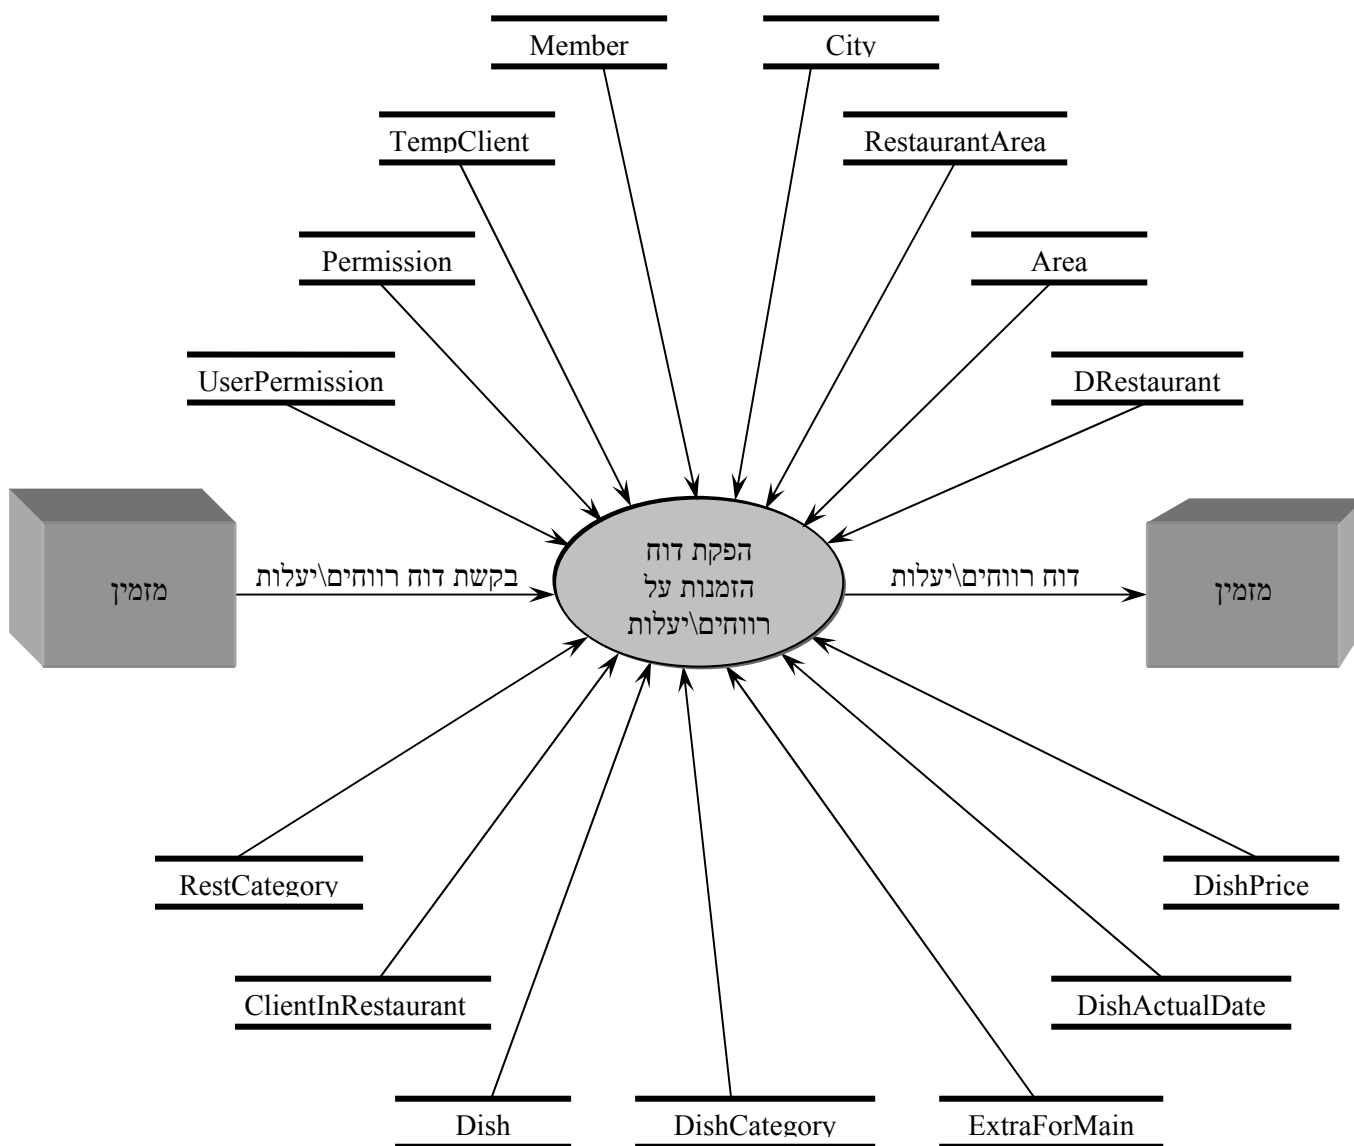 Member
City
TempClient
RestaurantArea
Permission
Area
UserPermission
DRestaurant
מזמין
בקשת דוח רווחים\יעלות
הפקת דוח
הזמנות על
רווחים\יעלות
דוח רווחים\יעלות
מזמין
RestCategory
DishPrice
ClientInRestaurant
DishActualDate
Dish
DishCategory
ExtraForMain